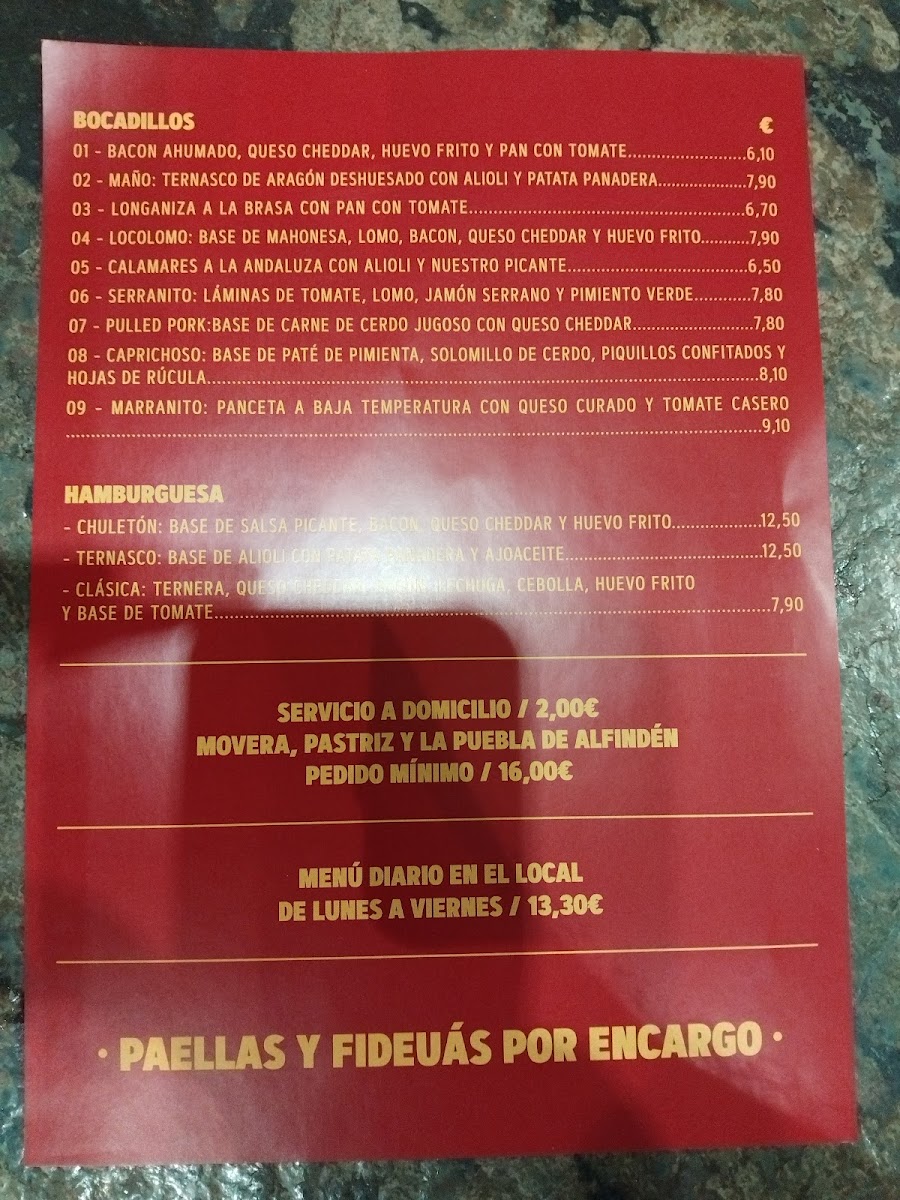 BOCADILLOS
€
01 - BACON AHUMADO, QUESO CHEDDAR, HUEVO FRITO Y PAN CON TOMATE........................6,10
02 - MAÑO: TERNASCO DE ARAGÓN DESHUESADO CON ALIOLI Y PATATA PANADERA..................7,90
03 - LONGANIZA A LA BRASA CON PAN CON TOMATE........................................................6,70
04 - LOCOLOMO: BASE DE MAHONESA, LOMO, BACON, QUESO CHEDDAR Y HUEVO FRITO..........7,90
05 - CALAMARES A LA ANDALUZA CON ALIOLI Y NUESTRO PICANTE.....................................6,50
06 - SERRANITO: LÁMINAS DE TOMATE, LOMO, JAMÓN SERRANO Y PIMIENTO VERDE............7,80
07 - PULLED PORK:BASE DE CARNE DE CERDO JUGOSO CON QUESO CHEDDAR.........................7,80
08 - CAPRICHOSO: BASE DE PATÉ DE PIMIENTA, SOLOMILLO DE CERDO, PIQUILLOS CONFITADOS Y
HOJAS DE RÚCULA................................................................................................................8,10
09 - MARRANITO: PANCETA A BAJA TEMPERATURA CON QUESO CURADO Y TOMATE CASERO
............................................................................................................................................9,10
HAMBURGUESA
- CHULETÓN: BASE DE SALSA PICANTE, BACON, QUESO CHEDDAR Y HUEVO FRITO..................12,50
- TERNASCO: BASE DE ALIOLI CON PATATA PANADERA Y AJOACEITE.......................................12,50
- CLÁSICA: TERNERA, QUESO CHEDDAR, LECHUGA, CEBOLLA, HUEVO FRITO
Y BASE DE TOMATE...............................................................................................................7,90
SERVICIO A DOMICILIO / 2,00€
MOVERA, PASTRIZ Y LA PUEBLA DE ALFINDÉN
PEDIDO MÍNIMO / 16,00€
MENÚ DIARIO EN EL LOCAL
DE LUNES A VIERNES / 13,30€
· PAELLAS Y FIDEUÁS POR ENCARGO ·